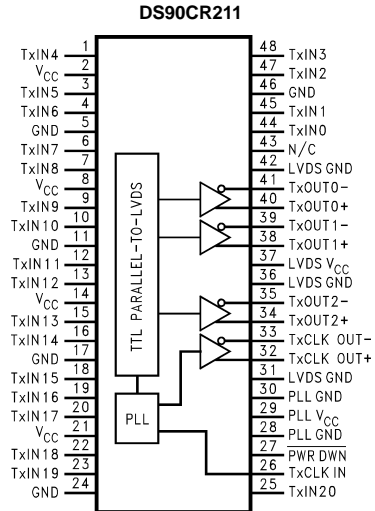 DS90CR211
TxIN4 1
VCC 2
TxIN5 3
TxIN6 4
GND 5
TxIN7 6
TxIN8 7
VCC 8
TxIN9 9
TxIN10 10
GND 11
TxIN11 12
TxIN12 13
VCC 14
TxIN13 15
TxIN14 16
GND 17
TxIN15 18
TxIN16 19
TxIN17 20
VCC 21
TxIN18 22
TxIN19 23
GND 24
TTL PARALLEL-TO-LVDS
PLL
48 TxIN3
47 TxIN2
46 GND
45 TxIN1
44 TxIN0
43 N/C
42 LVDS GND
41 TxOUT0-
40 TxOUT0+
39 TxOUT1-
38 TxOUT1+
37 LVDS VCC
36 LVDS GND
35 TxOUT2-
34 TxOUT2+
33 TxCLK OUT-
32 TxCLK OUT+
31 LVDS GND
30 PLL GND
29 PLL VCC
28 PLL GND
27 PWR DWN
26 TxCLK IN
25 TxIN20